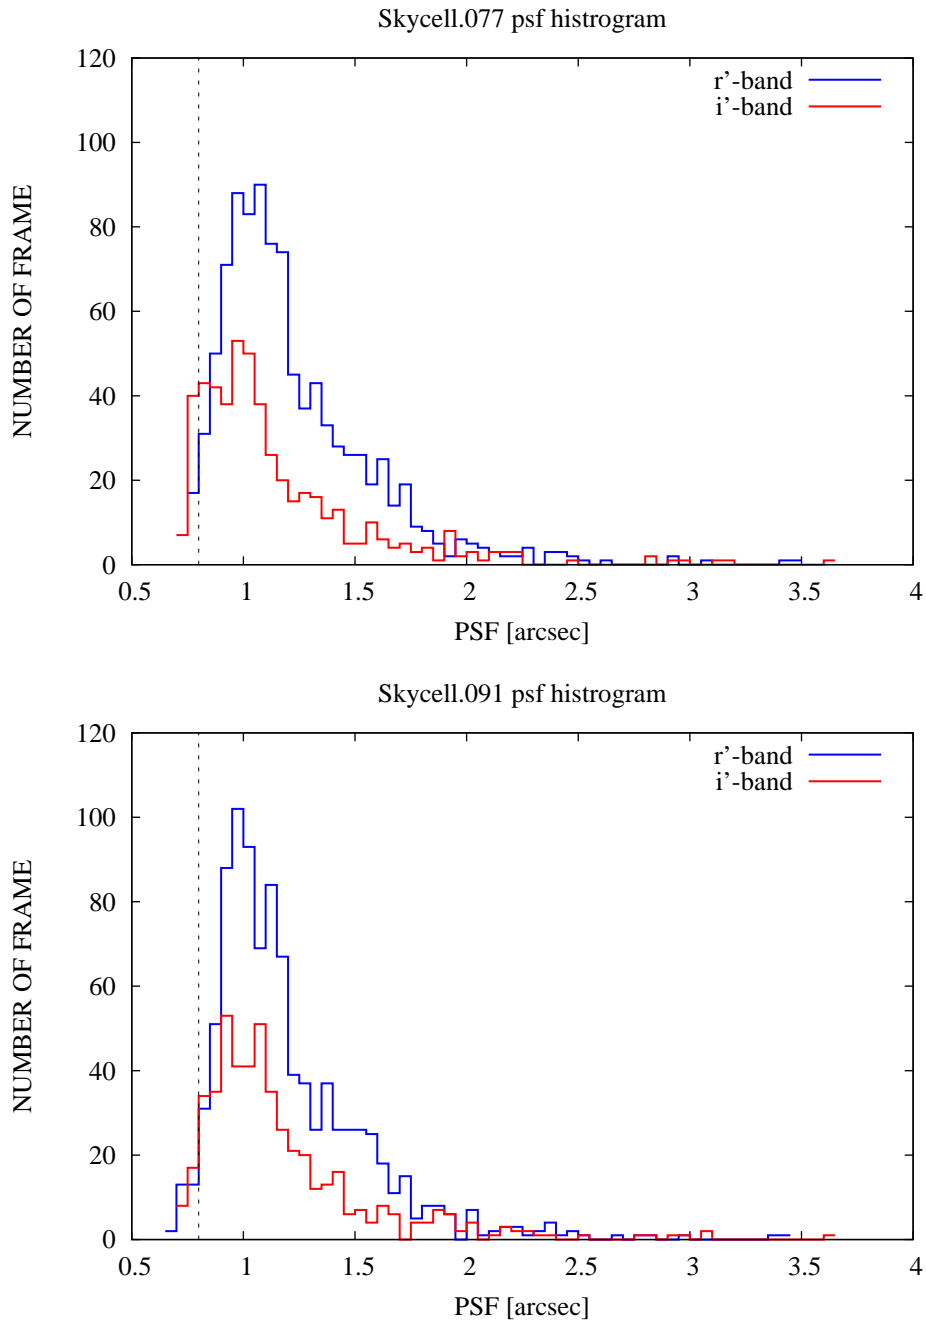 Skycell.077 psf histrogram
120
100
80
60
40
20
0
NUMBER OF FRAME
r'-band
i'-band
0.5 1 1.5 2 2.5 3 3.5 4
PSF [arcsec]
Skycell.091 psf histrogram
120
100
80
60
40
20
0
NUMBER OF FRAME
r'-band
i'-band
0.5 1 1.5 2 2.5 3 3.5 4
PSF [arcsec]